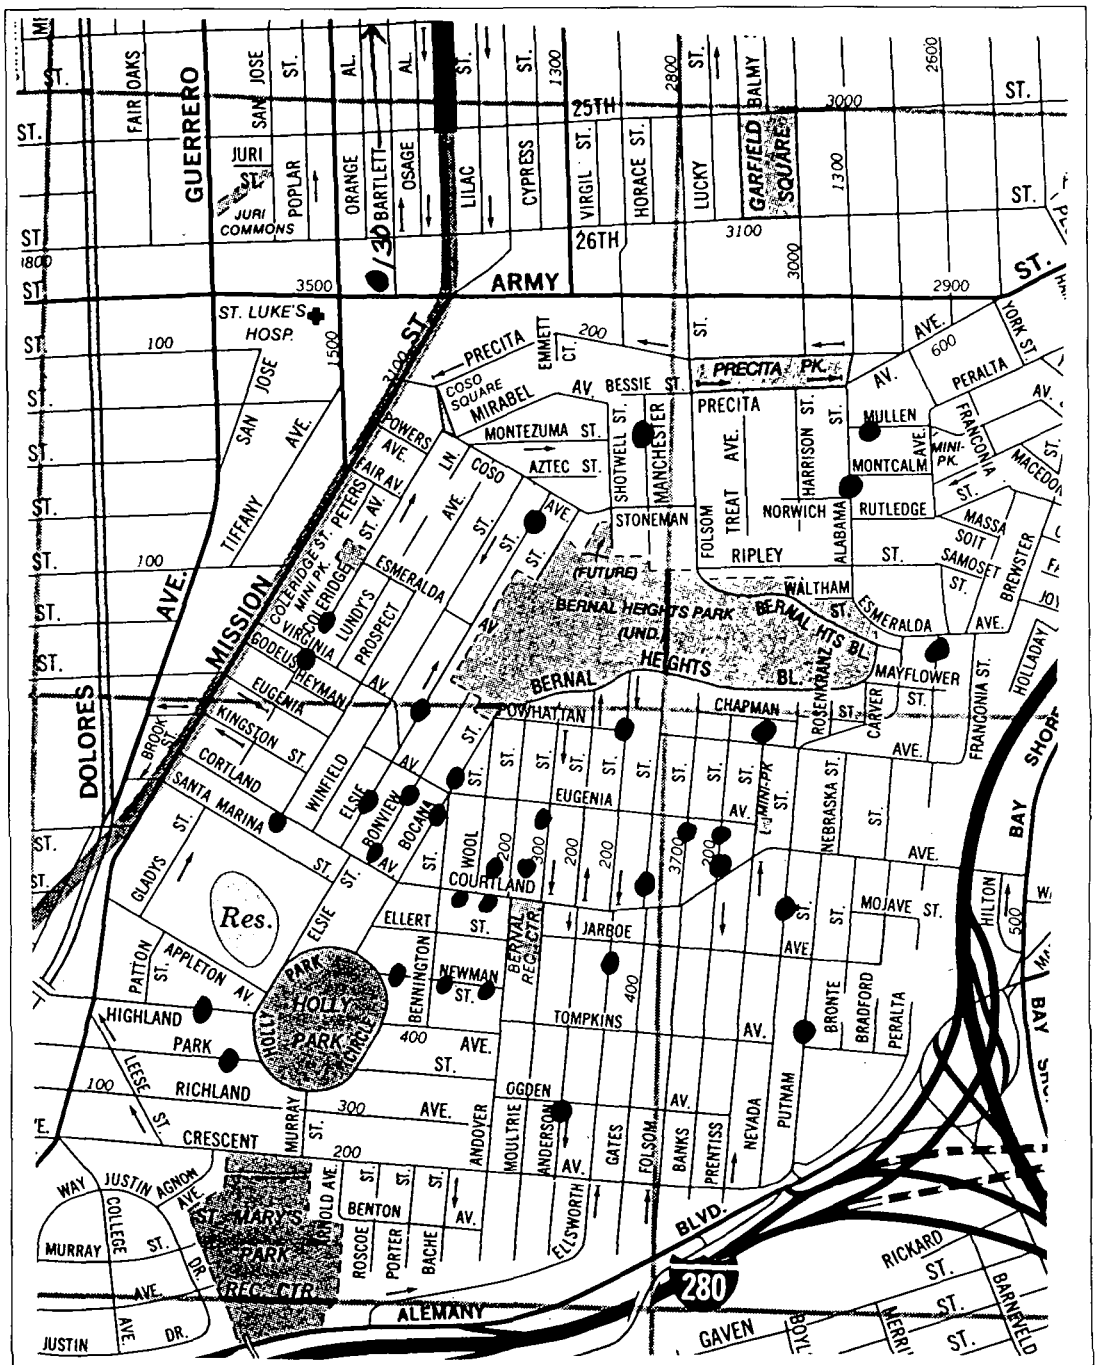 FAIR OAKS
GUERRERO
SAN JOSE
ST.
ORANGE
AL.
BARTLETT
OSAGE
AL.
LILAC
ST.
CYPRESS
ST.
1300
2800
ST.
BALMY
2600
ST.
ST.
25TH
3000
GARFIELD SQUARE
ST.
JURI
ST.
JURI
COMMONS
POPLAR
VIRGIL ST.
HORACE ST.
LUCKY
1300
ST.
ST.
26TH
3100
3000
130
3500
ARMY
2900
ST.
ST. LUKE'S
HOSP.
1500
3100
ST.
100
SAN JOSE
AVE.
TIFFANY
PRECITA
EMMETT
CT.
200
ST.
AVE.
600
YORK ST.
COSO
SQUARE
MIRABEL
AV.
BESSIE ST.
PRECITA PK.
AV.
PERALTA
AV.
POWERS
AVE.
MONTEZUMA ST.
PRECITA
MULLEN
FRANCONIA
ST.
FAIR AV.
LN.
COSO
AVE.
AZTEC ST.
SHOTWELL ST.
MANCHESTER
TREAT AVE.
HARRISON ST.
MONTCALM
AVE.
MINI-
PK.
ST.
PETERS
ST. AV.
STONEMAN
FOLSOM
NORWICH
ALABAMA
RUTLEDGE
MASSA
SOIT
COLERIDGE ST.
MINI PK.
COLERIDGE
LUNDY'S
PROSPECT
ESMERALDA
AV.
ST.
ST.
(FUTURE)
RIPLEY
ST.
SAMOSET
ST.
BREWSTER
100
AVE.
MISSION
VIRGINIA
AV.
BERNAL HEIGHTS PARK
(UND.)
WALTHAM
ST.
BERNAL HTS BL.
ESMERALDA
AVE.
HOLADAY
GODEUS
HEYMAN
BERNAL
HEIGHTS
BL.
MAYFLOWER
ST.
DOLORES
EUGENIA
KINGSTON
ST.
POWHATTAN
CHAPMAN
ST.
ROSENKRANZ
CARVER
AVE.
FRANCONIA ST.
BROOK
ST.
CORTLAND
WINFIELD
AV.
EUGENIA
AV.
MINI-PK
ST.
NEBRASKA ST.
ST.
BAY
SHORE
SANTA MARINA
ST.
ELSIE
BONVIEW
AV.
BOCANA
ST.
WOOL
200
300
200
200
3700
200
AVE.
GLADYS
ST.
ELSIE
ST.
COURTLAND
MOJAVE ST.
HILTON
500
Res.
ELLERT
ST.
BERNAL
REC. CTR.
JARBOE
AVE.
ST.
ST.
PATTON
ST.
APPLETON
AV.
HOLLY
PARK
CIRCLE
HOLLY
PARK
BENNINGTON
NEWMAN
ST.
400
HIGHLAND
AVE.
TOMPKINS
AV.
BRONTE
BRADFORD
PERALTA
BAY
PARK
400
ST.
100
LEESE
ST.
RICHLAND
AVE.
OGDEN
AV.
MURRAY
ST.
300
CRESCENT
200
ANDOVER
MOULTRIE
ANDERSON
AV.
ELLSWORTH
GATES
FOLSOM
BANKS
PRENTISS
NEVADA
PUTNAM
WAY
JUSTIN
AGNON
AVE.
COLLEGE
AVE.
ST. MARY'S
PARK
REC. CTR.
ARNOLD AVE.
BENTON
AV.
ROSCOE
ST.
PORTER
ST.
BACHE
ST.
MURRAY
ST.
AVE.
DR.
JUSTIN
DR.
ALEMANY
BLVD.
280
RICKARD
ST.
GAVEN
ST.
ST.
BARNEVELD